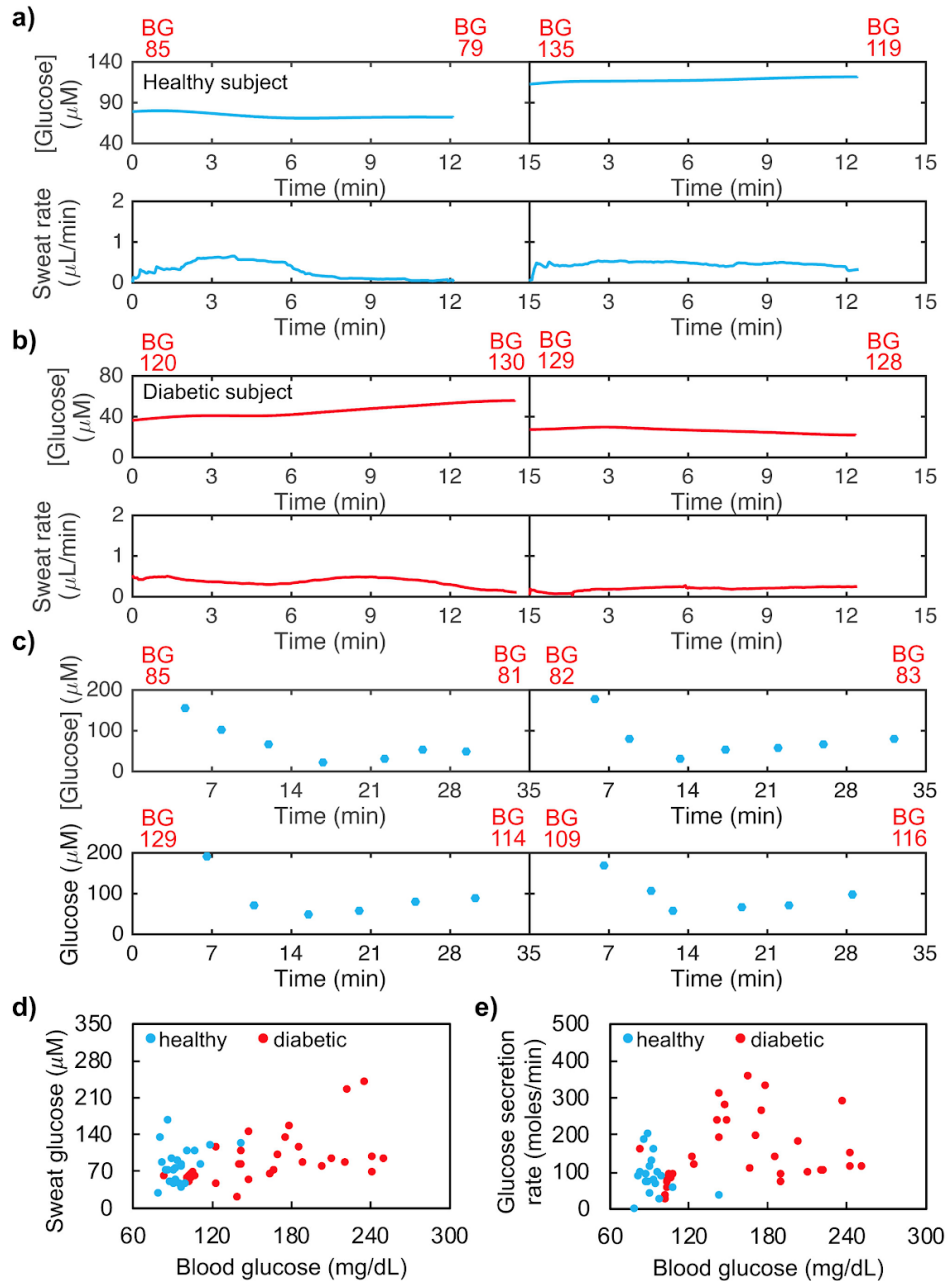 a)
BG BG BG BG
85 79 135 119
[Glucose]
(μM)
140
90
40
Healthy subject
0 3 6 9 12 15 3 6 9 12 15
Time (min) Time (min)
Sweat rate
(μL/min)
2
1
0
0 3 6 9 12 15 3 6 9 12 15
Time (min) Time (min)
b)
BG BG BG BG
120 130 129 128
[Glucose]
(μM)
80
40
0
Diabetic subject
0 3 6 9 12 15 3 6 9 12 15
Time (min) Time (min)
Sweat rate
(μL/min)
2
1
0
0 3 6 9 12 15 3 6 9 12 15
Time (min) Time (min)
c)
BG BG BG BG
85 81 82 83
[Glucose] (μM)
200
100
0
7 14 21 28 35 7 14 21 28 35
Time (min) Time (min)
BG BG BG BG
129 114 109 116
Glucose (μM)
200
100
0
0 7 14 21 28 35 7 14 21 28 35
Time (min) Time (min)
d)
Sweat glucose (μM)
350
280
210
140
70
0
healthy diabetic
60 120 180 240 300
Blood glucose (mg/dL)
e)
Glucose secretion
rate (moles/min)
500
400
300
200
100
0
healthy diabetic
60 120 180 240 300
Blood glucose (mg/dL)